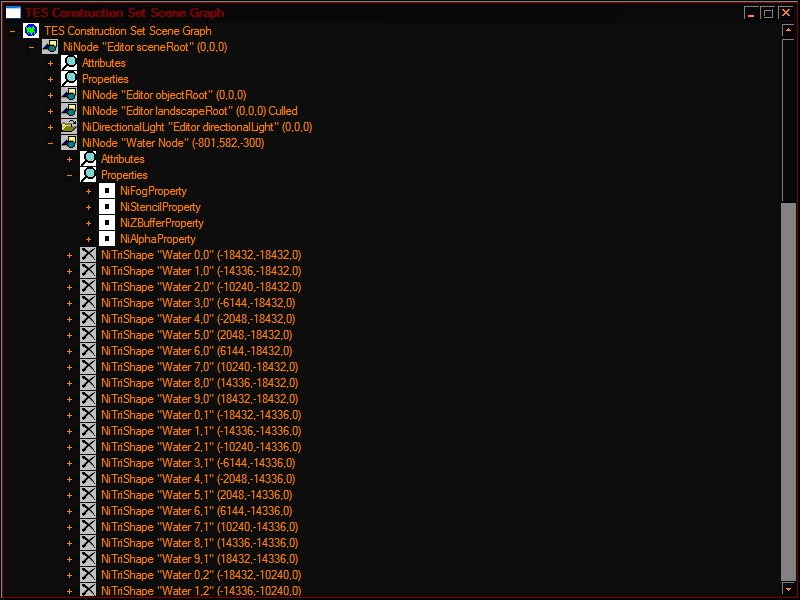 TES Construction Set Scene Graph
TES Construction Set Scene Graph
NiNode "Editor sceneRoot" (0,0,0)
Attributes
Properties
NiNode "Editor objectRoot" (0,0,0)
NiNode "Editor landscapeRoot" (0,0,0) Culled
NiDirectionalLight "Editor directionalLight" (0,0,0)
NiNode "Water Node" (-801,582,-300)
Attributes
Properties
NiFogProperty
NiStencilProperty
NiZBufferProperty
NiAlphaProperty
NiTriShape "Water 0,0" (-18432,-18432,0)
NiTriShape "Water 1,0" (-14336,-18432,0)
NiTriShape "Water 2,0" (-10240,-18432,0)
NiTriShape "Water 3,0" (-6144,-18432,0)
NiTriShape "Water 4,0" (-2048,-18432,0)
NiTriShape "Water 5,0" (2048,-18432,0)
NiTriShape "Water 6,0" (6144,-18432,0)
NiTriShape "Water 7,0" (10240,-18432,0)
NiTriShape "Water 8,0" (14336,-18432,0)
NiTriShape "Water 9,0" (18432,-18432,0)
NiTriShape "Water 0,1" (-18432,-14336,0)
NiTriShape "Water 1,1" (-14336,-14336,0)
NiTriShape "Water 2,1" (-10240,-14336,0)
NiTriShape "Water 3,1" (-6144,-14336,0)
NiTriShape "Water 4,1" (-2048,-14336,0)
NiTriShape "Water 5,1" (2048,-14336,0)
NiTriShape "Water 6,1" (6144,-14336,0)
NiTriShape "Water 7,1" (10240,-14336,0)
NiTriShape "Water 8,1" (14336,-14336,0)
NiTriShape "Water 9,1" (18432,-14336,0)
NiTriShape "Water 0,2" (-18432,-10240,0)
NiTriShape "Water 1,2" (-14336,-10240,0)